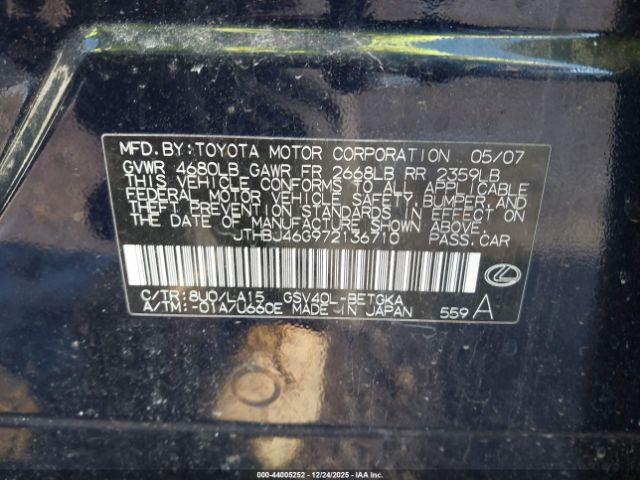 MFD. BY: TOYOTA MOTOR CORPORATION 05/07
GVWR 4680LB GAWR FR 2668LB RR 2359LB
THIS VEHICLE CONFORMS TO ALL APPLICABLE
FEDERAL MOTOR VEHICLE SAFETY, BUMPER, AND
THEFT PREVENTION STANDARDS IN EFFECT ON
THE DATE OF MANUFACTURE SHOWN ABOVE.
JTHBJ46G972136710 PASS. CAR
C/TR: 8U0/LA15 GSV40L-BETGKA
A/TM: -01A/U660E MADE IN JAPAN 559 A
000-44005252 | 12/24/2025 - IAAI.COM